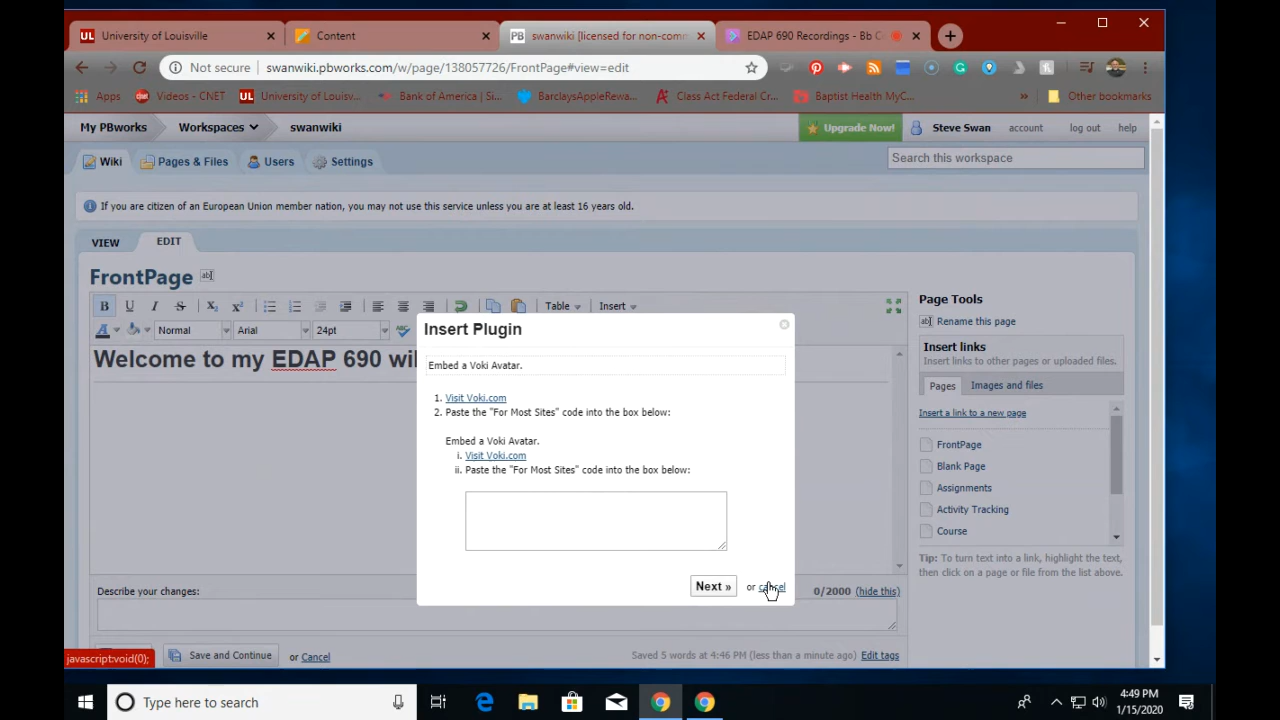 University of Louisville
Content
swanwiki [licensed for non-comm
EDAP 690 Recordings - Bb C
Not secure
swanwiki.pbworks.com/w/page/138057726/FrontPage#view=edit
Apps
Videos - CNET
University of Louisv...
Bank of America | Si...
BarclaysAppleRewa...
Class Act Federal Cr...
Baptist Health MyC...
»
Other bookmarks
My PBworks
Workspaces
swanwiki
Upgrade Now!
Steve Swan
account
log out
help
Wiki
Pages & Files
Users
Settings
Search this workspace
If you are citizen of an European Union member nation, you may not use this service unless you are at least 16 years old.
VIEW
EDIT
FrontPage
B U I S X₂ X²
Table
Insert
Normal
Arial
24pt
Welcome to my EDAP 690 wi
Describe your changes:
0/2000 (hide this)
Save and Continue
or Cancel
Saved 5 words at 4:46 PM (less than a minute ago)
Edit tags
Insert Plugin
Embed a Voki Avatar.
1. Visit Voki.com
2. Paste the "For Most Sites" code into the box below:
Embed a Voki Avatar.
i. Visit Voki.com
ii. Paste the "For Most Sites" code into the box below:
Next »
or cancel
Page Tools
Rename this page
Insert links
Insert links to other pages or uploaded files.
Pages
Images and files
Insert a link to a new page
FrontPage
Blank Page
Assignments
Activity Tracking
Course
Tip: To turn text into a link, highlight the text,
then click on a page or file from the list above.
javascript:void(0);
Type here to search
4:49 PM
1/15/2020